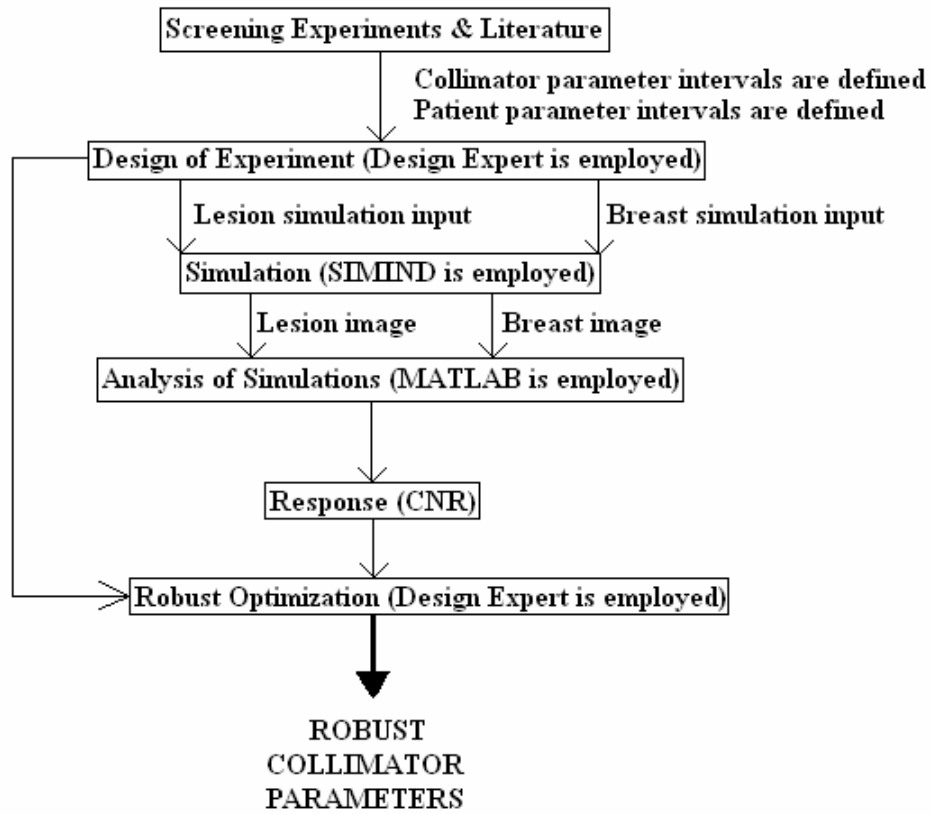 Screening Experiments & Literature
Collimator parameter intervals are defined
Patient parameter intervals are defined
Design of Experiment (Design Expert is employed)
Lesion simulation input
Breast simulation input
Simulation (SIMIND is employed)
Lesion image
Breast image
Analysis of Simulations (MATLAB is employed)
Response (CNR)
Robust Optimization (Design Expert is employed)
ROBUST
COLLIMATOR
PARAMETERS